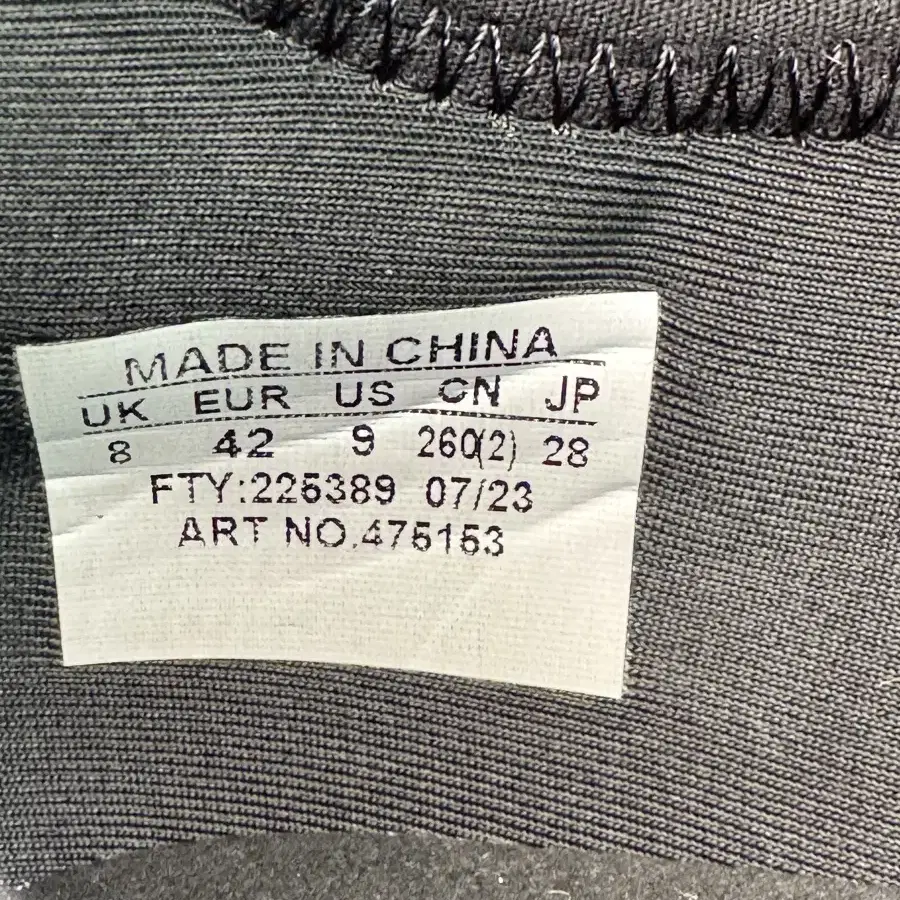 MADE IN CHINA
UK EUR US CN JP
8 42 9 260(2) 28
FTY:225389 07/23
ART NO.475153